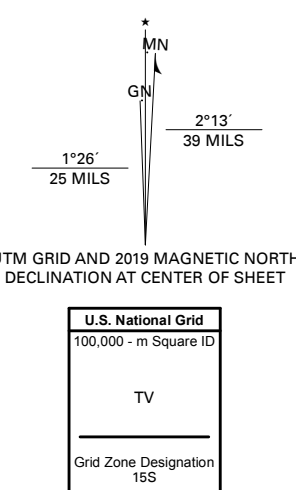 ★
MN
GN
2°13´
39 MILS
1°26´
25 MILS
UTM GRID AND 2019 MAGNETIC NORTH
DECLINATION AT CENTER OF SHEET
U.S. National Grid
100,000 - m Square ID
TV
Grid Zone Designation
15S